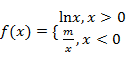 f(x) = { lnx, x > 0
m/x, x < 0